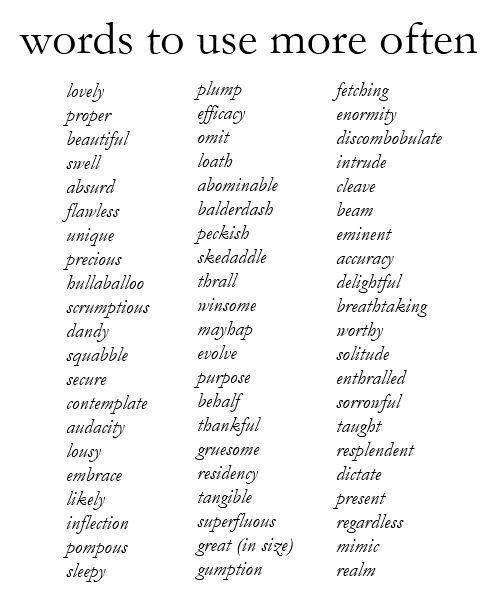 words to use more often
lovely
proper
beautiful
swell
absurd
flawless
unique
precious
hullaballoo
scrumptious
dandy
squabble
secure
contemplate
audacity
lousy
embrace
likely
inflection
pompous
sleepy
plump
efficacy
omit
loath
abominable
balderdash
peckish
skedaddle
thrall
winsome
mayhap
evolve
purpose
behalf
thankful
gruesome
residency
tangible
superfluous
great (in size)
gumption
fetching
enormity
discombobulate
intrude
cleave
beam
eminent
accuracy
delightful
breathtaking
worthy
solitude
enthralled
sorrowful
taught
resplendent
dictate
present
regardless
mimic
realm